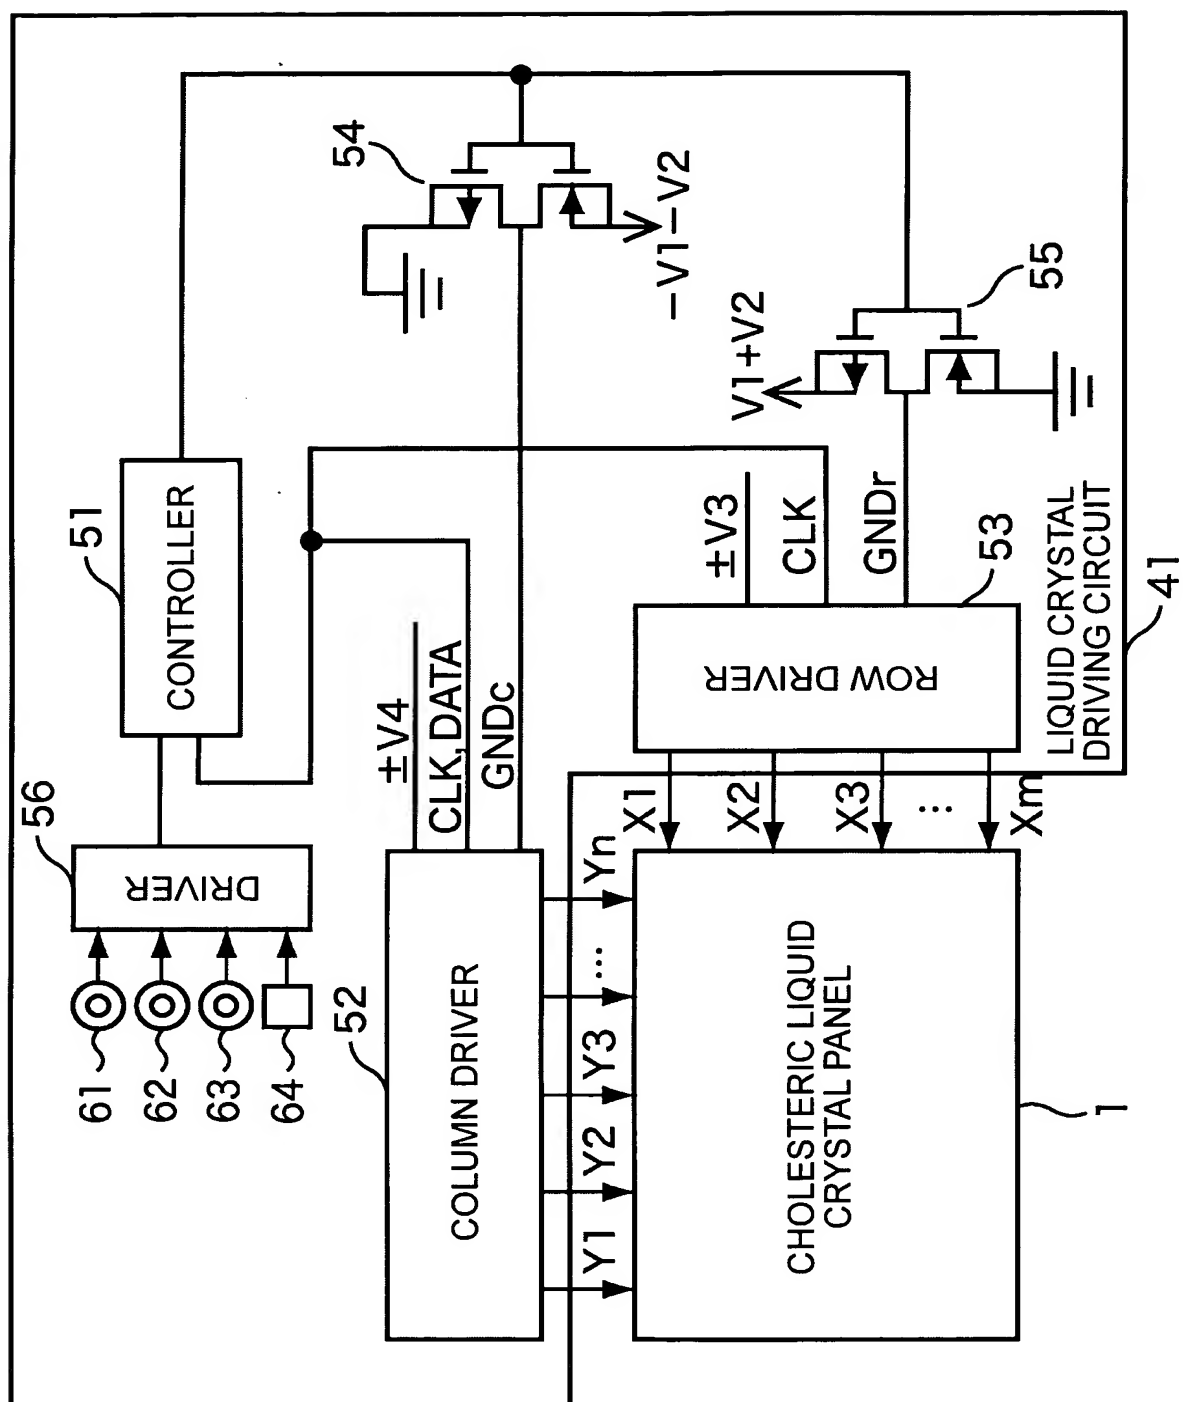 61
62
63
64
56
DRIVER
51
CONTROLLER
54
-V1-V2
52
COLUMN DRIVER
±V4
CLK,DATA
GNDc
Y1
Y2
Y3
...
Yn
CHOLESTERIC LIQUID
CRYSTAL PANEL
1
X1
X2
X3
...
Xm
ROW DRIVER
53
±V3
CLK
GNDr
V1+V2
55
LIQUID CRYSTAL
DRIVING CIRCUIT
41